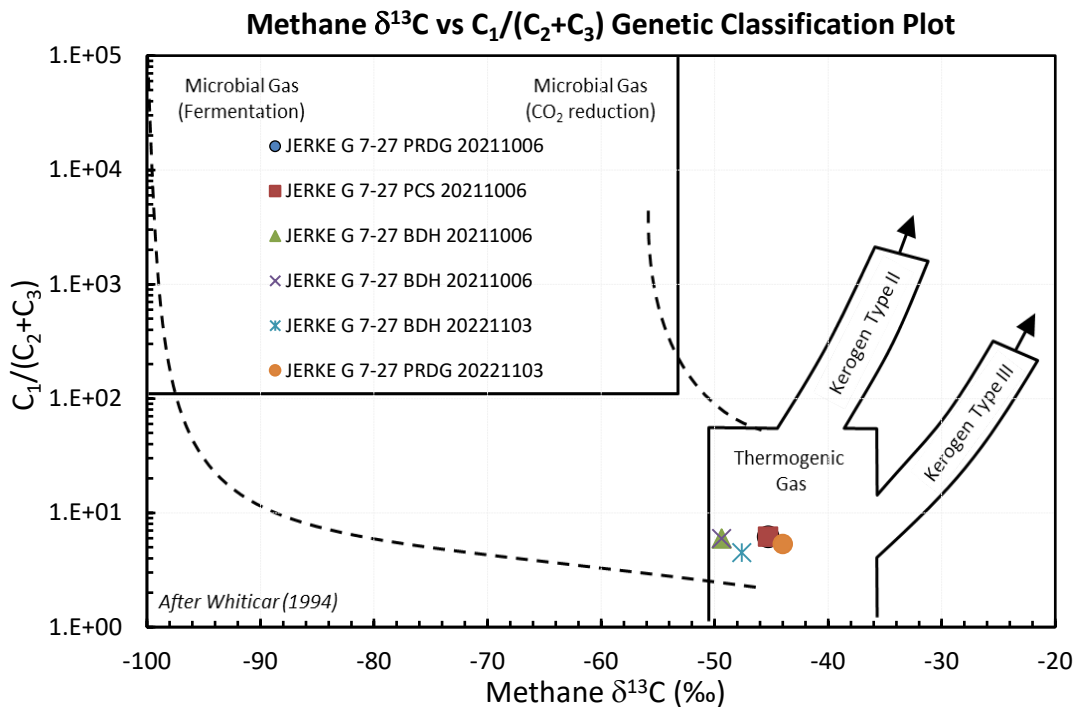 Methane δ¹³C vs C₁/(C₂+C₃) Genetic Classification Plot
1.E+05
1.E+04
1.E+03
1.E+02
1.E+01
1.E+00
C₁/(C₂+C₃)
Microbial Gas
(Fermentation)
Microbial Gas
(CO₂ reduction)
JERKE G 7-27 PRDG 20211006
JERKE G 7-27 PCS 20211006
JERKE G 7-27 BDH 20211006
JERKE G 7-27 BDH 20211006
JERKE G 7-27 BDH 20221103
JERKE G 7-27 PRDG 20221103
Kerogen Type II
Kerogen Type III
Thermogenic
Gas
After Whiticar (1994)
-100 -90 -80 -70 -60 -50 -40 -30 -20
Methane δ¹³C (‰)